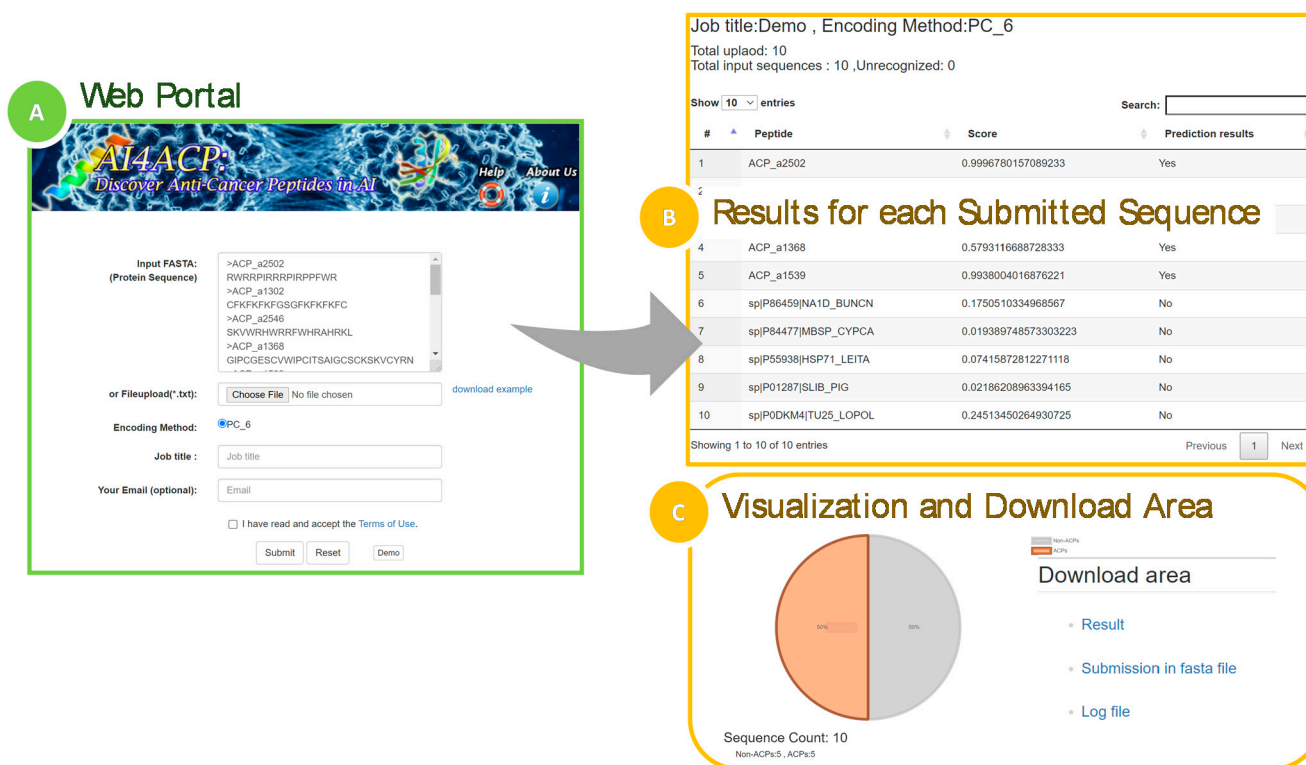 A
Web Portal
AI4ACP:
Discover Anti-Cancer Peptides in AI
Help
About Us
i
Input FASTA:
(Protein Sequence)
>ACP_a2502
RWRRPIRRRPIRPPFWR
>ACP_a1302
CFKFKFKFGSGFKFKFKFC
>ACP_a2546
SKVWRHWRRFWHRAHRKL
>ACP_a1368
GIPCGESCVWIPCITSAIGCSCKSKVCYRN
or Fileupload(*.txt):
Choose File No file chosen
download example
Encoding Method:
PC_6
Job title :
Job title
Your Email (optional):
Email
I have read and accept the Terms of Use.
Submit Reset Demo
Job title:Demo , Encoding Method:PC_6
Total uplaod: 10
Total input sequences : 10 ,Unrecognized: 0
Show 10 entries
Search:
# Peptide Score Prediction results
1 ACP_a2502 0.9996780157089233 Yes
2
B
Results for each Submitted Sequence
4 ACP_a1368 0.5793116688728333 Yes
5 ACP_a1539 0.9938004016876221 Yes
6 sp|P86459|NA1D_BUNCN 0.1750510334968567 No
7 sp|P84477|MBSP_CYPCA 0.019389748573303223 No
8 sp|P55938|HSP71_LEITA 0.07415872812271118 No
9 sp|P01287|SLIB_PIG 0.02186208963394165 No
10 sp|P0DKM4|TU25_LOPOL 0.24513450264930725 No
Showing 1 to 10 of 10 entries
Previous 1 Next
C
Visualization and Download Area
50%
50%
Non-ACPs
ACPs
Download area
Result
Submission in fasta file
Log file
Sequence Count: 10
Non-ACPs:5 , ACPs:5